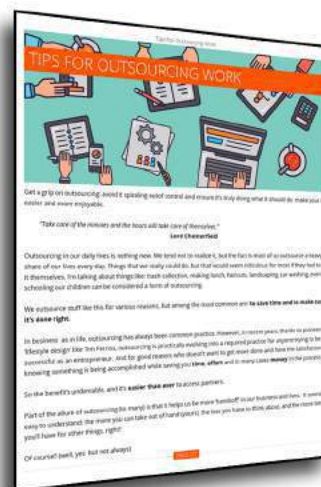 Tips for Outsourcing Work
TIPS FOR OUTSOURCING WORK
Get a grip on outsourcing: avoid it spiraling out of control and ensure it's truly doing what it should do: make your
easier and more enjoyable.
"Take care of the minutes and the hours will take care of themselves."
Lord Chesterfield
Outsourcing in our daily lives is nothing new. We tend not to realize it, but the fact is most of us outsource a heavy
share of our lives every day. Things that we really could do, but that would seem ridiculous for most if they had to
it themselves. I'm talking about things like: trash collection, making lunch, haircuts, landscaping, car washing, even
schooling our children can be considered a form of outsourcing.
We outsource stuff like this for various reasons, but among the most common are to save time and to make sure
it's done right.
In business as in life, outsourcing has always been common practice. However, in recent years, thanks to pioneers
'lifestyle design' like Tim Ferriss, outsourcing is practically evolving into a required practice for anyone trying to be
successful as an entrepreneur. And for good reason: who doesn't want to get more done and have the satisfaction
knowing something is being accomplished while saving you time, effort and in many cases money in the process
So the benefit's undeniable, and it's easier than ever to access partners.
Part of the allure of outsourcing (to many) is that it helps us be more 'handsoff' in our business and lives. It seems
easy to understand: the more you can take out of hand (yours), the less you have to think about, and the more time
you'll have for other things, right?
Of course!! (well, yes, but not always)